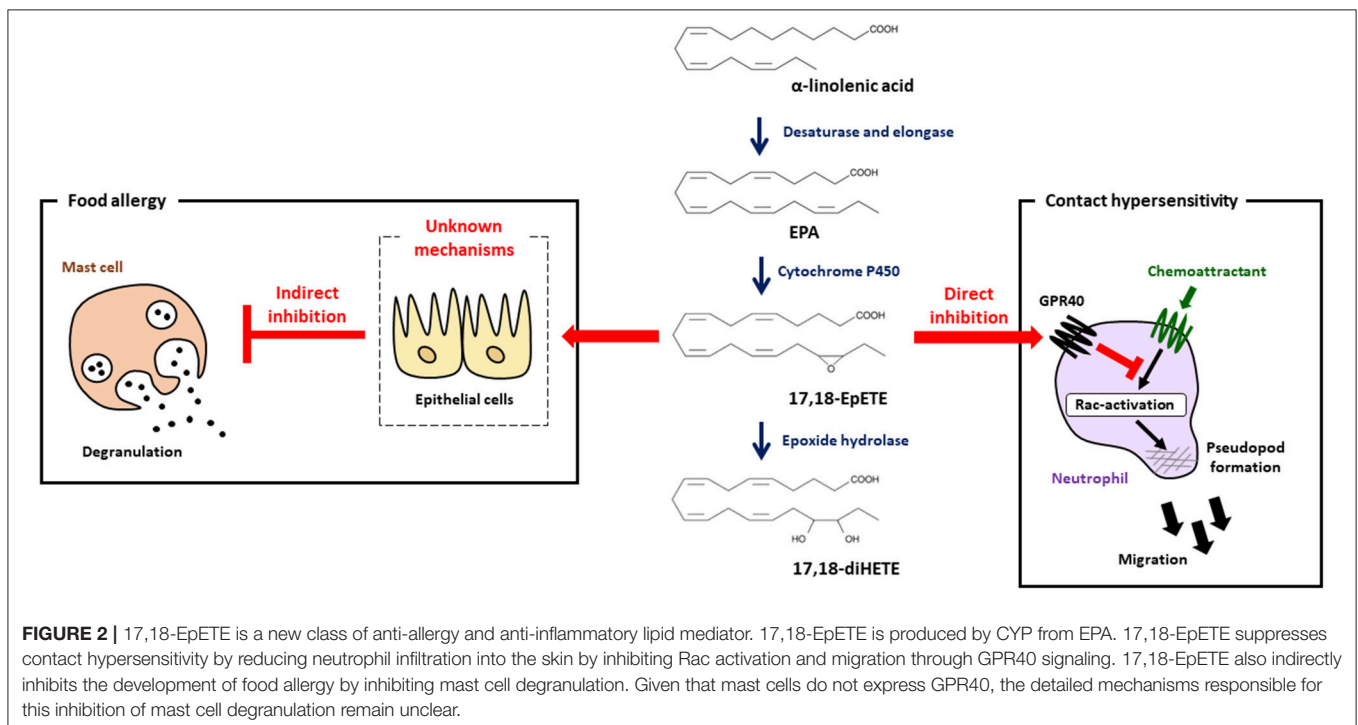 COOH
α-linolenic acid
Desaturase and elongase
COOH
EPA
Cytochrome P450
COOH
O
17,18-EpETE
Epoxide hydrolase
COOH
HO OH
17,18-diHETE
Food allergy
Mast cell
Degranulation
Indirect
inhibition
Unknown
mechanisms
Epithelial cells
Direct
inhibition
Contact hypersensitivity
Chemoattractant
GPR40
Rac-activation
Pseudopod
formation
Neutrophil
Migration
FIGURE 2 | 17,18-EpETE is a new class of anti-allergy and anti-inflammatory lipid mediator. 17,18-EpETE is produced by CYP from EPA. 17,18-EpETE suppresses
contact hypersensitivity by reducing neutrophil infiltration into the skin by inhibiting Rac activation and migration through GPR40 signaling. 17,18-EpETE also indirectly
inhibits the development of food allergy by inhibiting mast cell degranulation. Given that mast cells do not express GPR40, the detailed mechanisms responsible for
this inhibition of mast cell degranulation remain unclear.